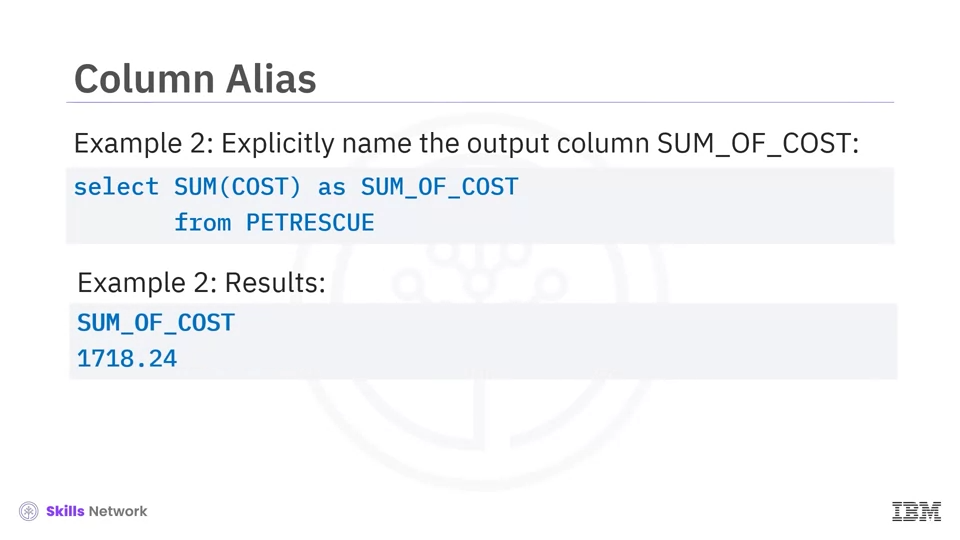 Column Alias
Example 2: Explicitly name the output column SUM_OF_COST:
select SUM(COST) as SUM_OF_COST
from PETRESCUE
Example 2: Results:
SUM_OF_COST
1718.24
Skills Network
IBM